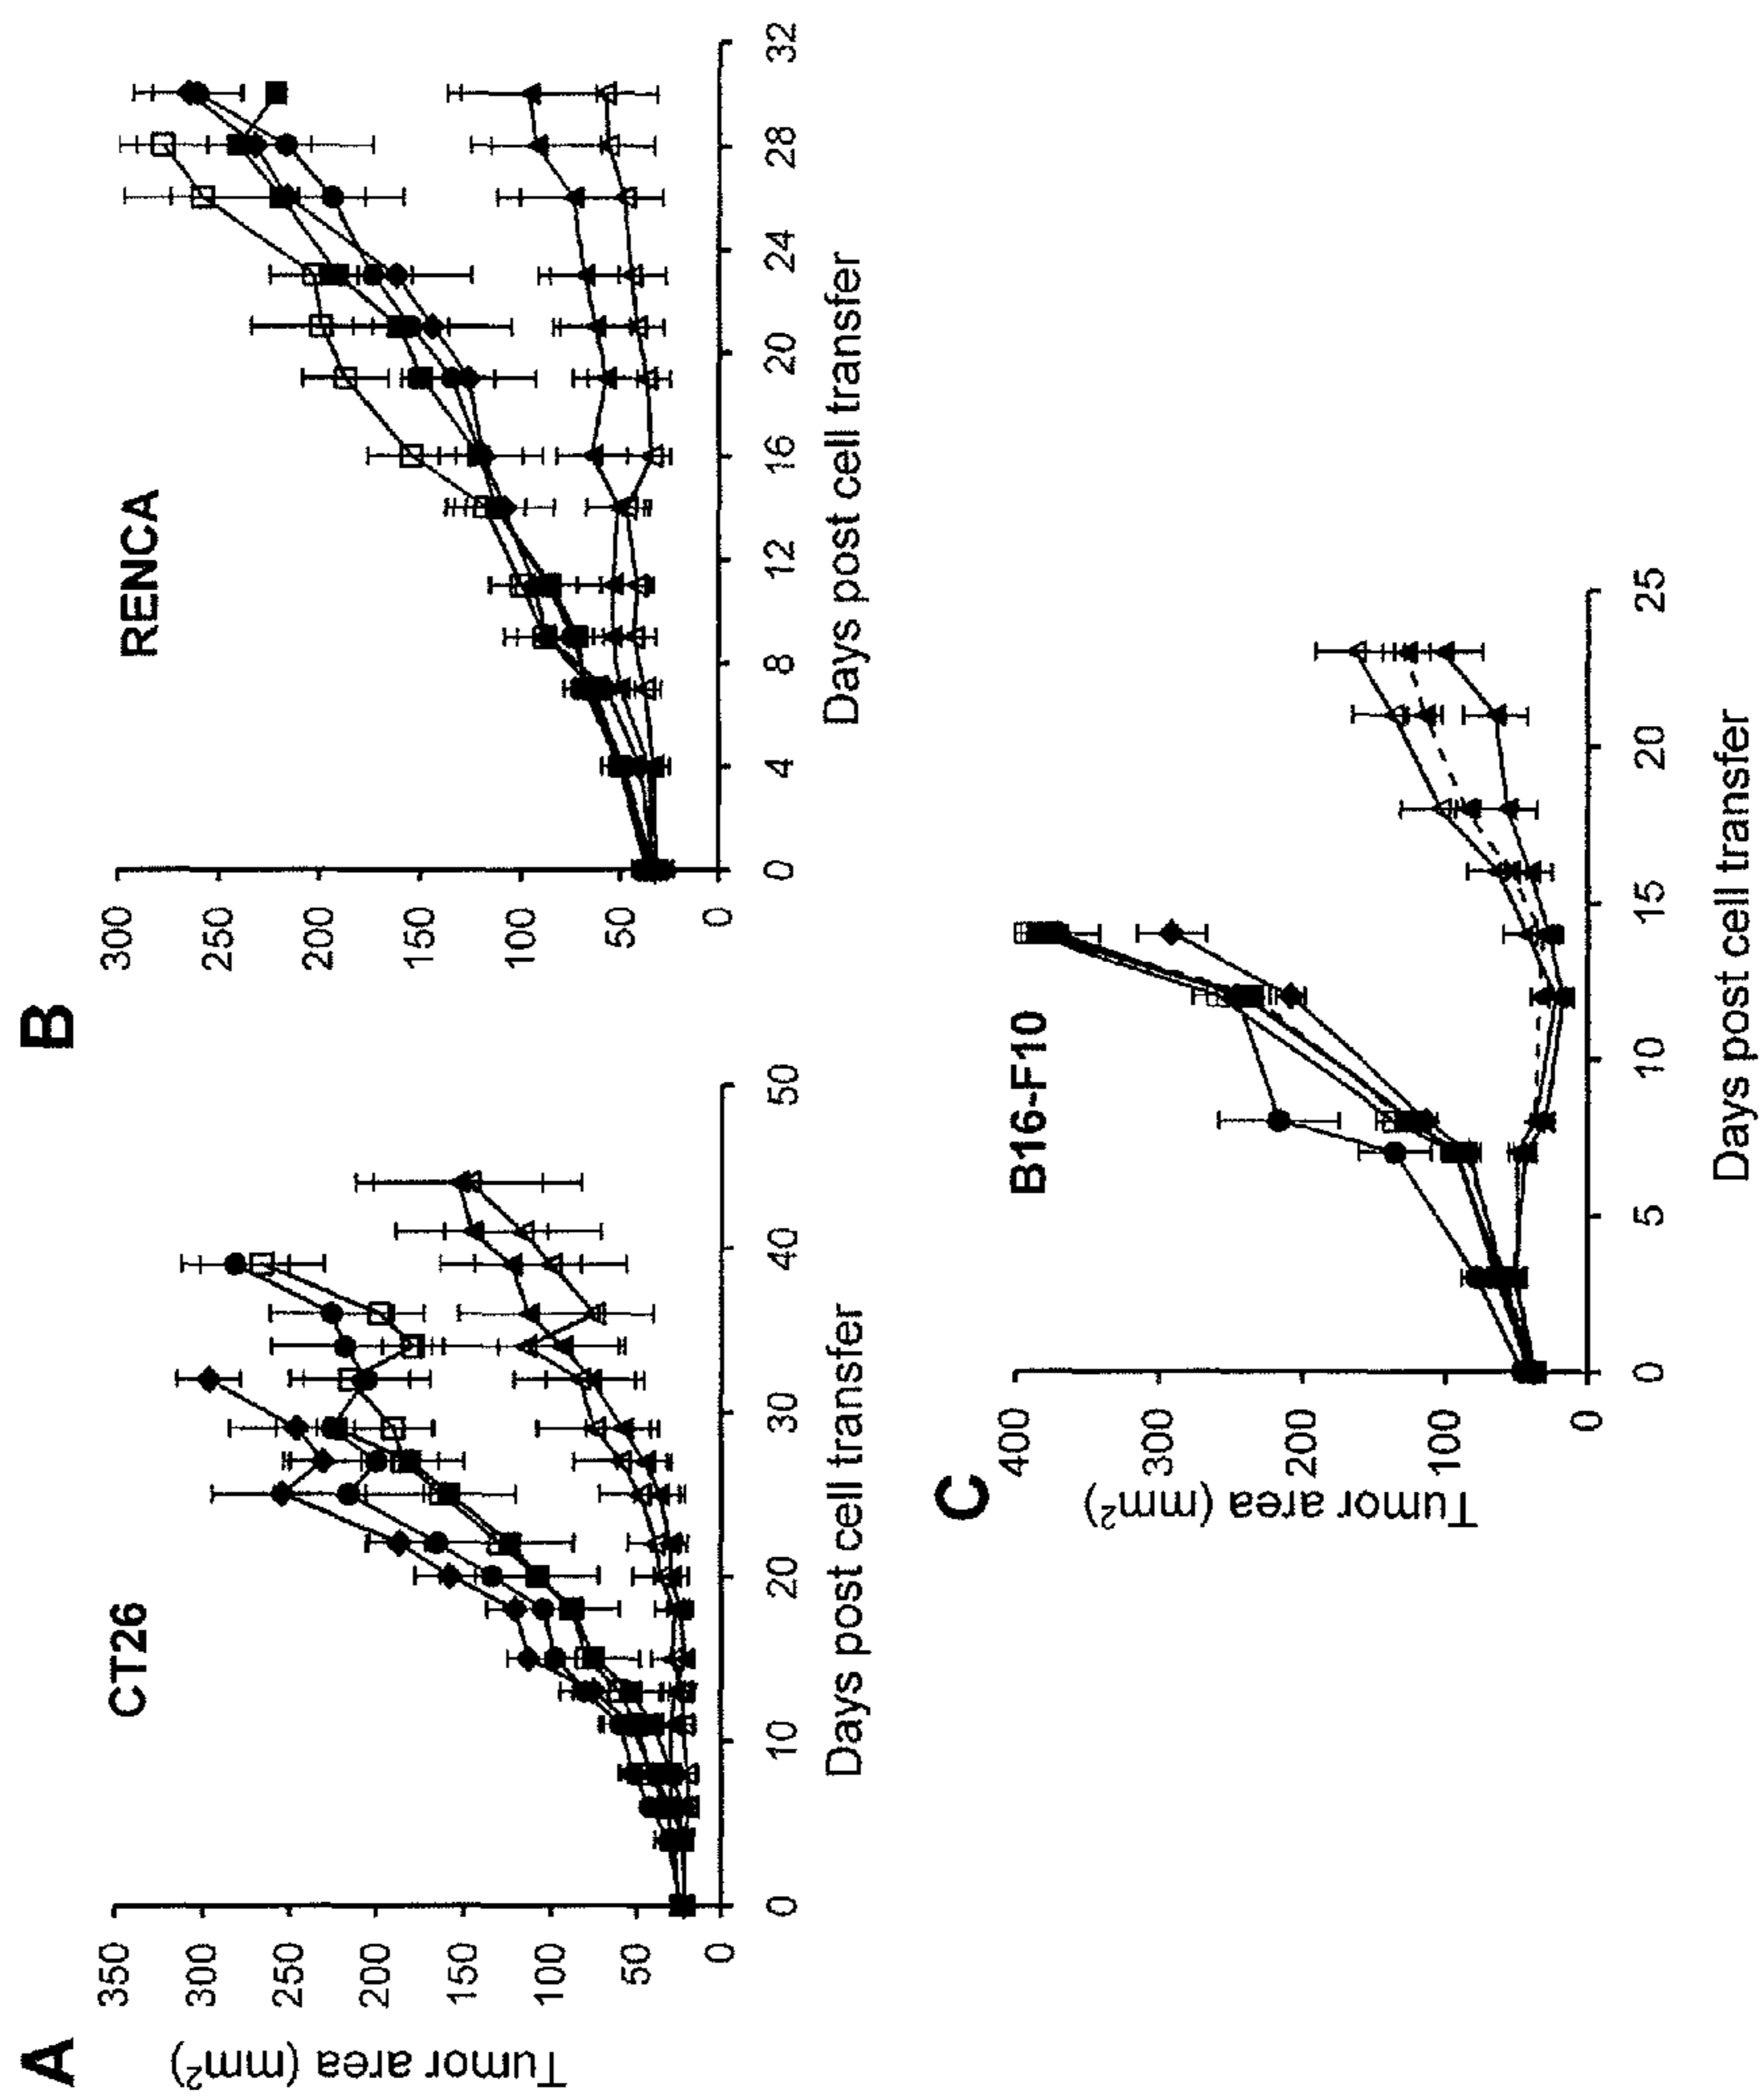 A
CT26
Tumor area (mm²)
350
300
250
200
150
100
50
0
0 10 20 30 40 50
Days post cell transfer
B
RENCA
300
250
200
150
100
50
0
0 4 8 12 16 20 24 28 32
Days post cell transfer
C
B16-F10
Tumor area (mm²)
400
300
200
100
0
0 5 10 15 20 25
Days post cell transfer